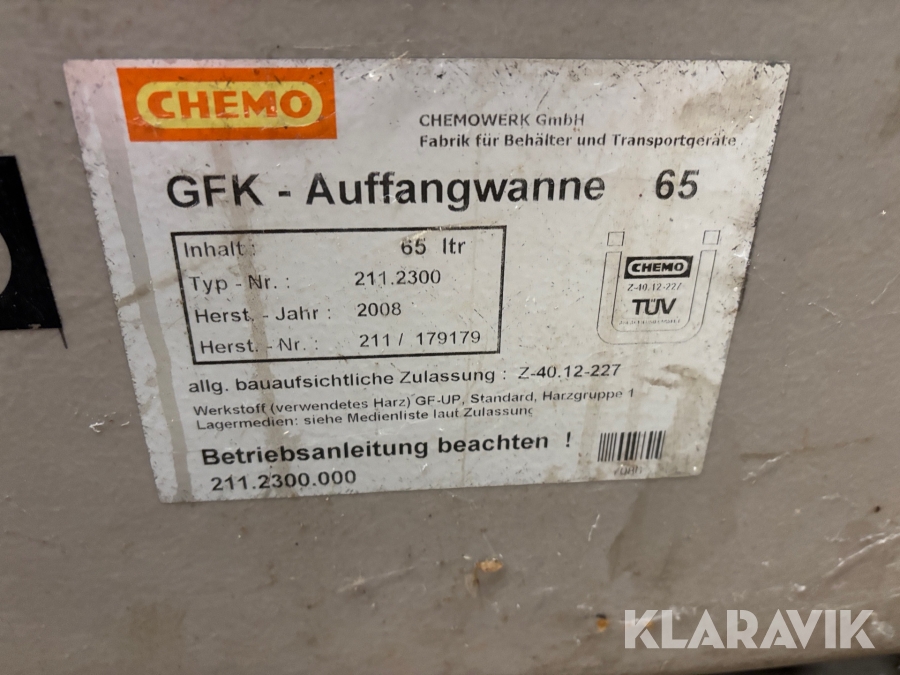 CHEMO
CHEMOWERK GmbH
Fabrik für Behälter und Transportgeräte
GFK - Auffangwanne 65
Inhalt : 65 ltr
Typ - Nr. : 211.2300
Herst. - Jahr : 2008
Herst. - Nr. : 211 / 179179
CHEMO
Z-40.12-227
TÜV
allg. bauaufsichtliche Zulassung : Z-40.12-227
Werkstoff (verwendetes Harz) GF-UP, Standard, Harzgruppe 1
Lagermedien: siehe Medienliste laut Zulassung
Betriebsanleitung beachten !
211.2300.000
KLARAVIK